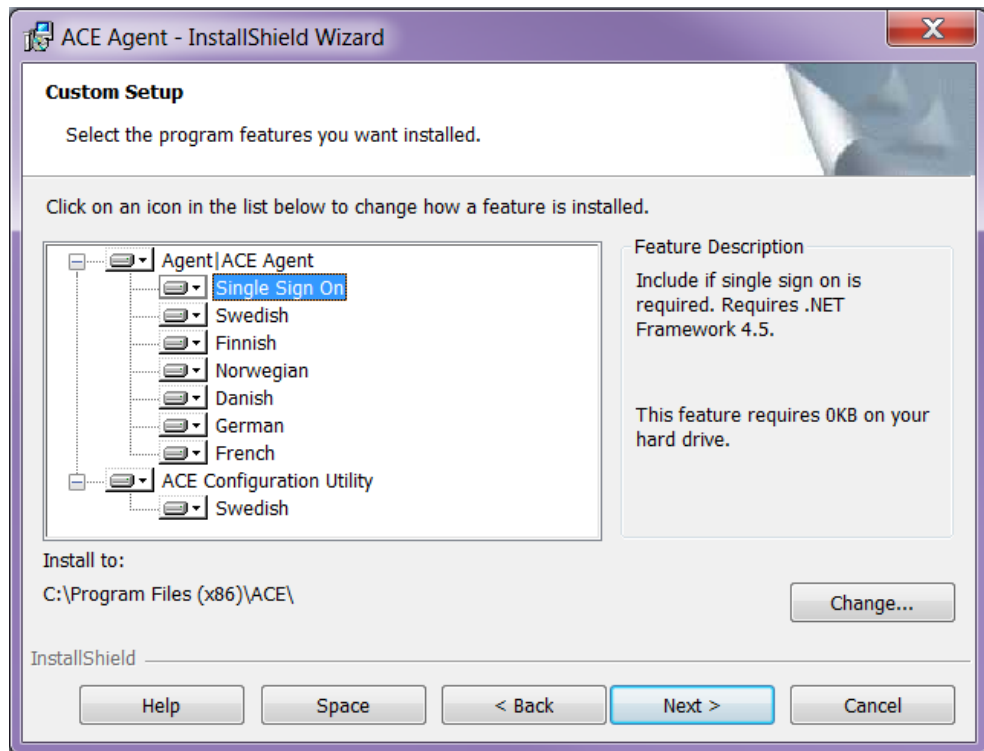 ACE Agent - InstallShield Wizard
X
Custom Setup
Select the program features you want installed.
Click on an icon in the list below to change how a feature is installed.
Agent|ACE Agent
Single Sign On
Swedish
Finnish
Norwegian
Danish
German
French
ACE Configuration Utility
Swedish
Feature Description
Include if single sign on is
required. Requires .NET
Framework 4.5.
This feature requires 0KB on your
hard drive.
Install to:
C:\Program Files (x86)\ACE\
Change...
InstallShield
Help
Space
< Back
Next >
Cancel